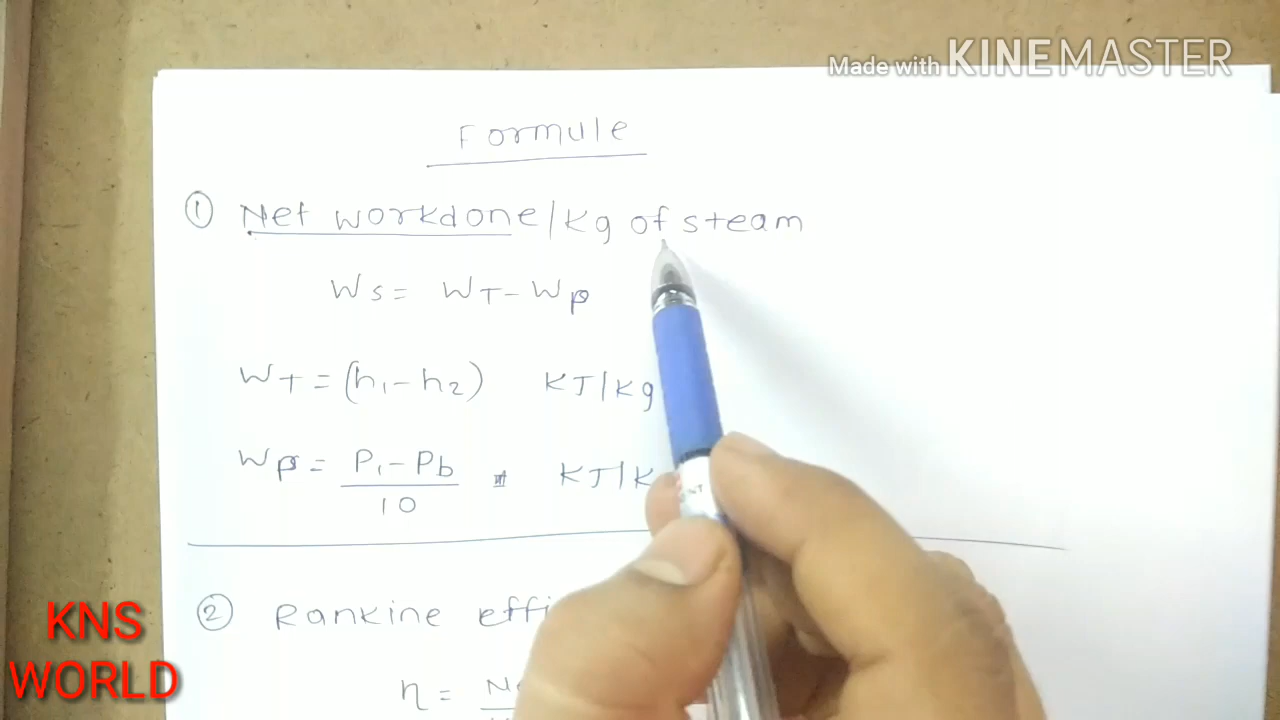 Made with KINEMASTER
Formule
① Net workdone/kg of steam
Ws = WT - Wp
WT = (h1 - h2) KJ/kg
Wp = P1 - Pb KJ/K
10
② Rankine effi
η =
KNS
WORLD